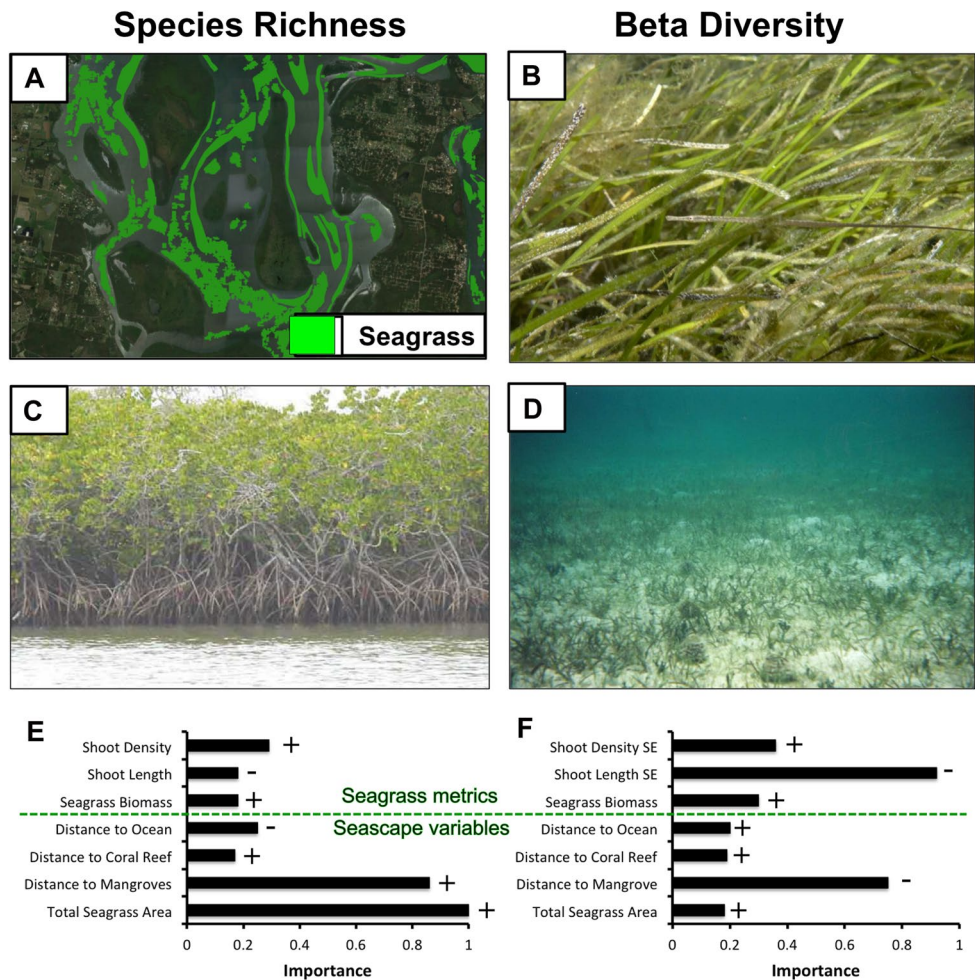 Species Richness
Beta Diversity
A
B
Seagrass
C
D
E
F
Shoot Density
+
Shoot Length
-
Seagrass Biomass
+
Seagrass metrics
Seascape variables
Distance to Ocean
-
Distance to Coral Reef
+
Distance to Mangroves
+
Total Seagrass Area
+
0 0.2 0.4 0.6 0.8 1
Importance
Shoot Density SE
+
Shoot Length SE
-
Seagrass Biomass
+
Distance to Ocean
+
Distance to Coral Reef
+
Distance to Mangrove
-
Total Seagrass Area
+
0 0.2 0.4 0.6 0.8 1
Importance